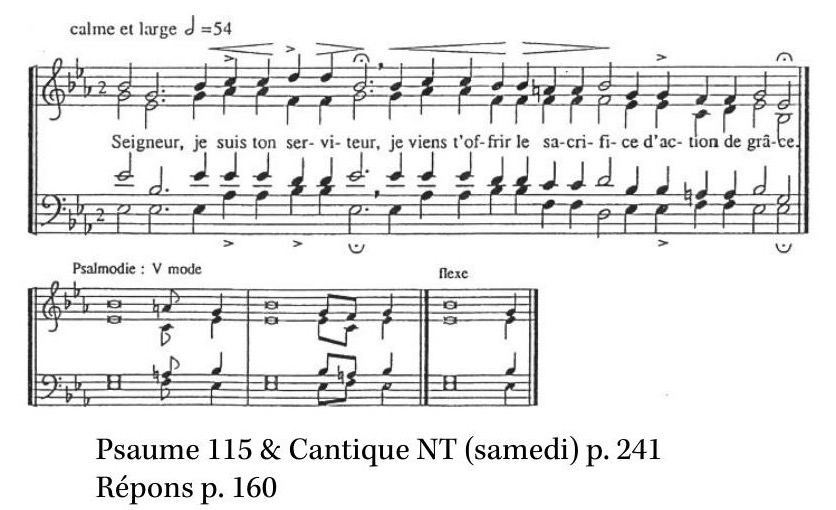 calme et large 𝅗𝅥 =54
Seigneur, je suis ton ser- vi- teur, je viens t'of-frir le sa-cri- fi- ce d'ac- tion de grâ-ce.
Psalmodie : V mode
flexe
Psaume 115 & Cantique NT (samedi) p. 241
Répons p. 160